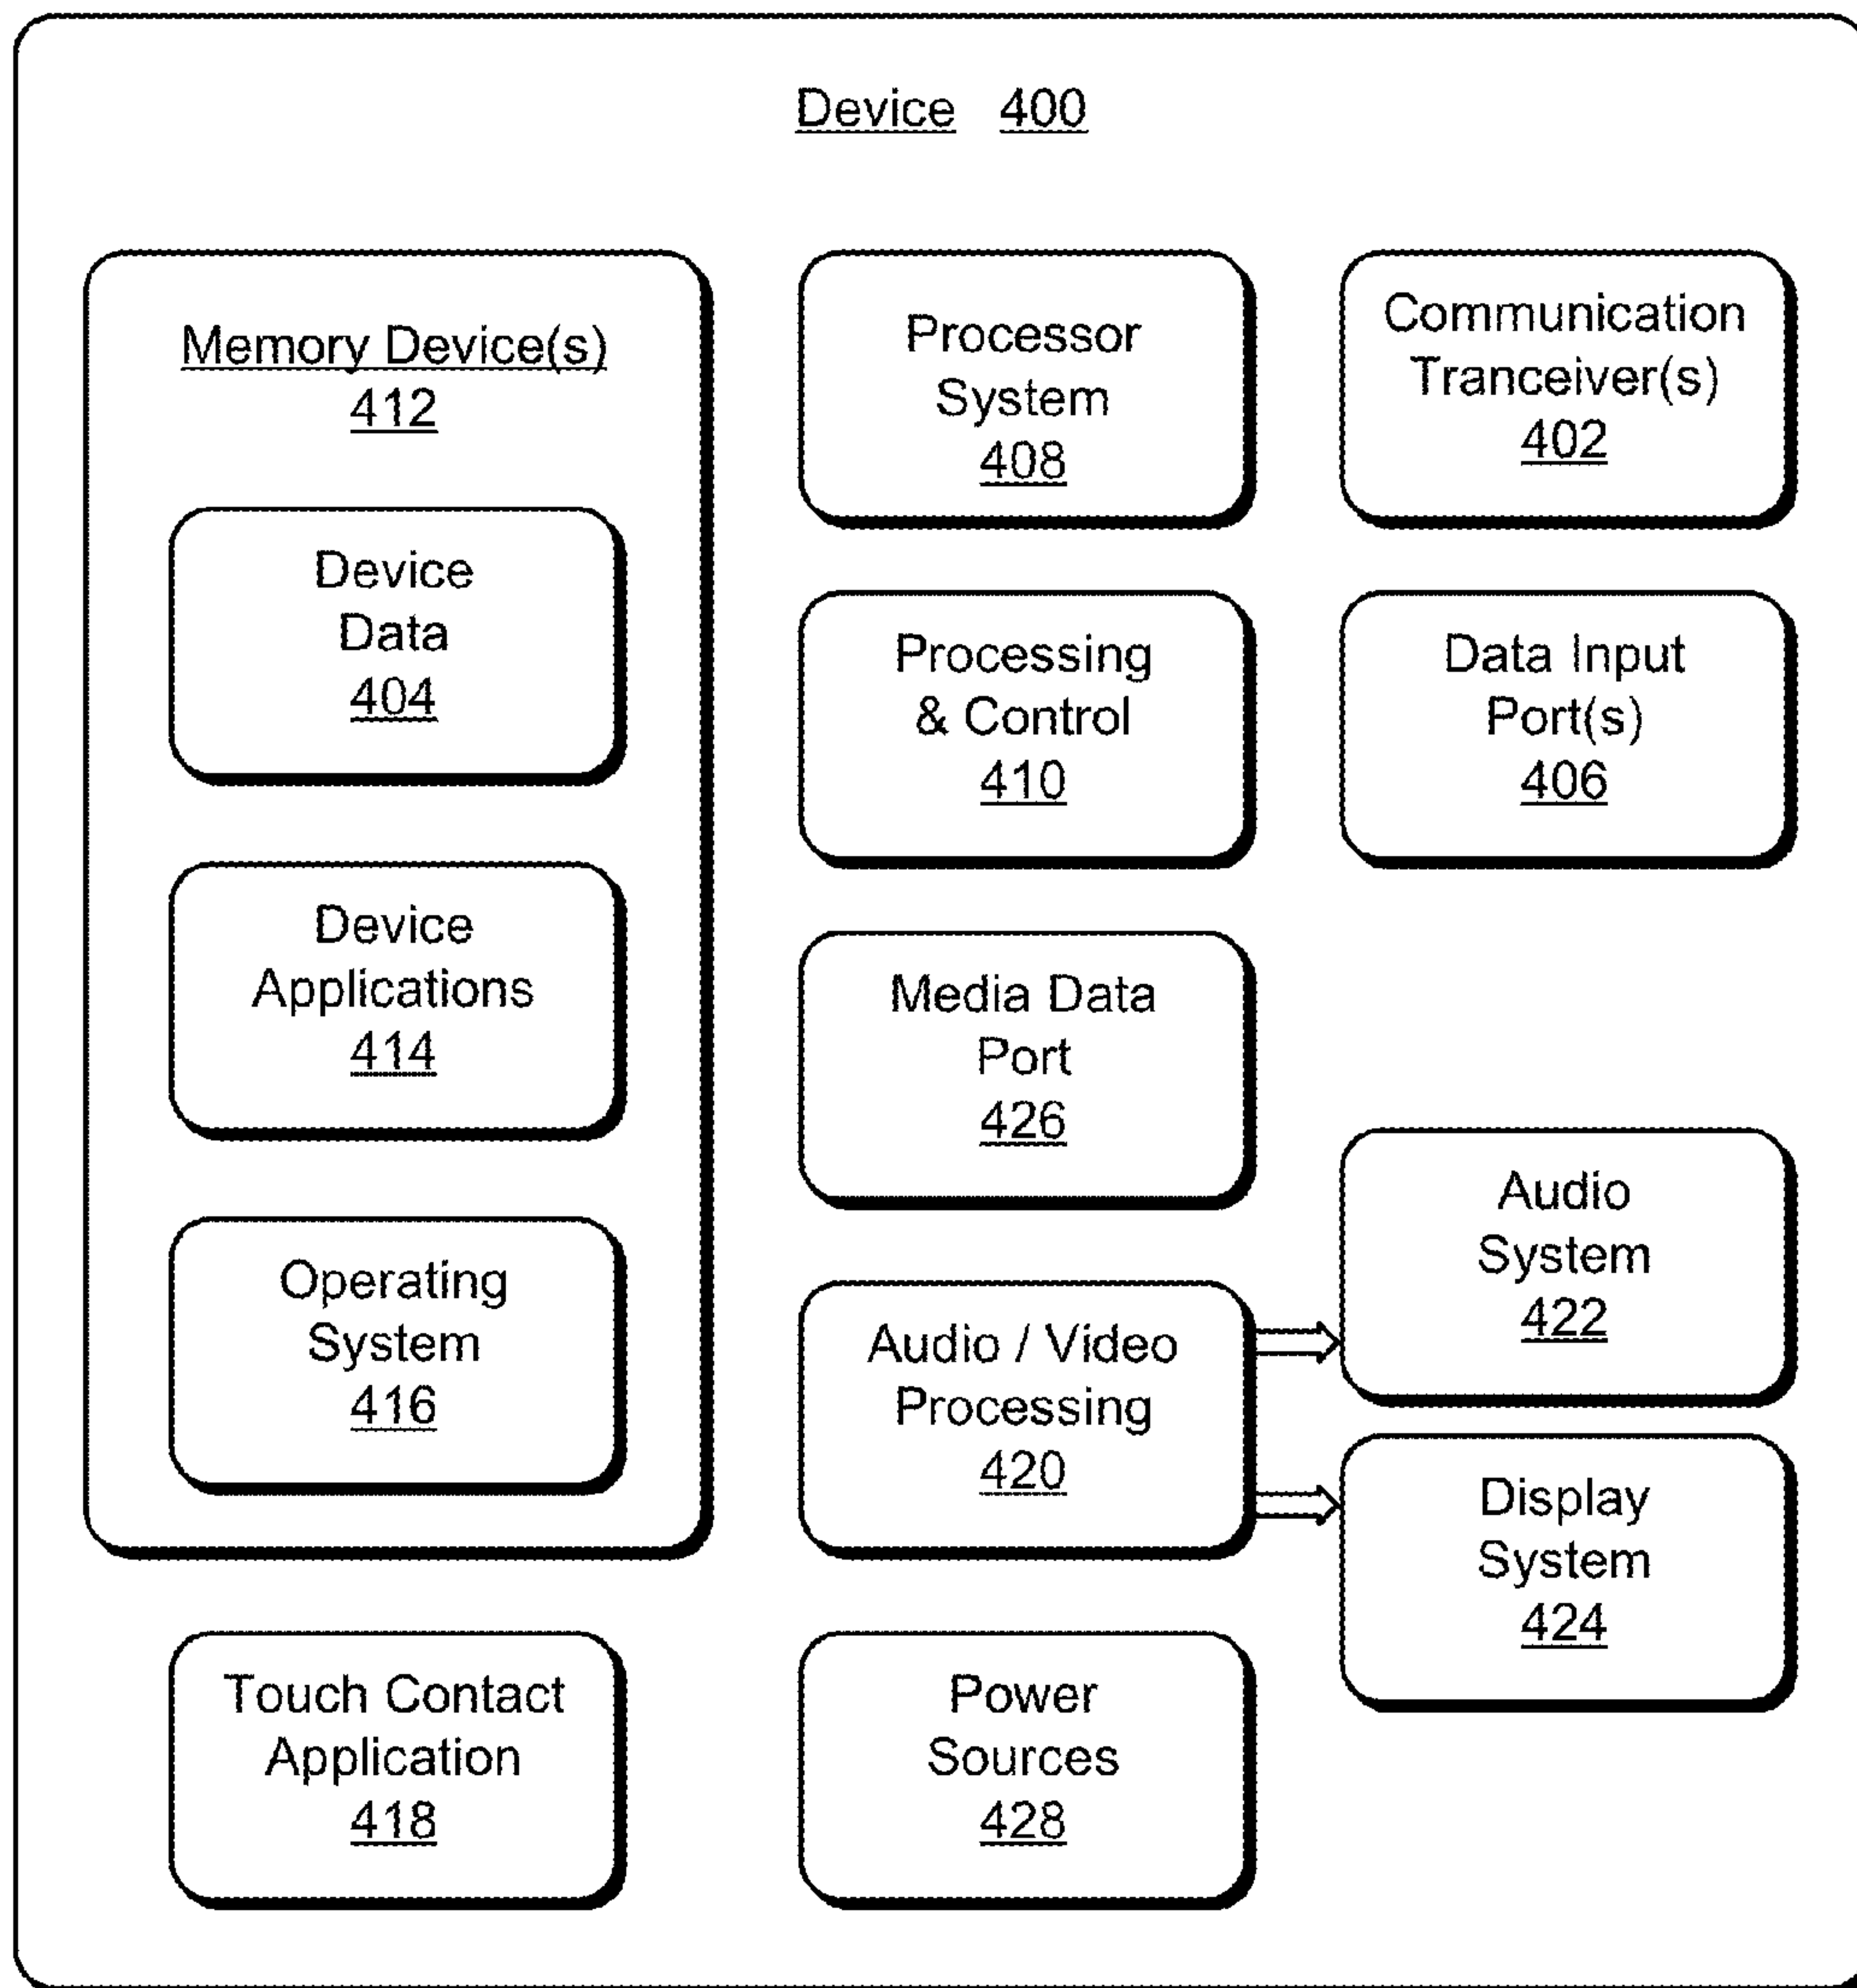 Device 400
Memory Device(s)
412
Device
Data
404
Device
Applications
414
Operating
System
416
Touch Contact
Application
418
Processor
System
408
Processing
& Control
410
Media Data
Port
426
Audio / Video
Processing
420
Power
Sources
428
Communication
Tranceiver(s)
402
Data Input
Port(s)
406
Audio
System
422
Display
System
424